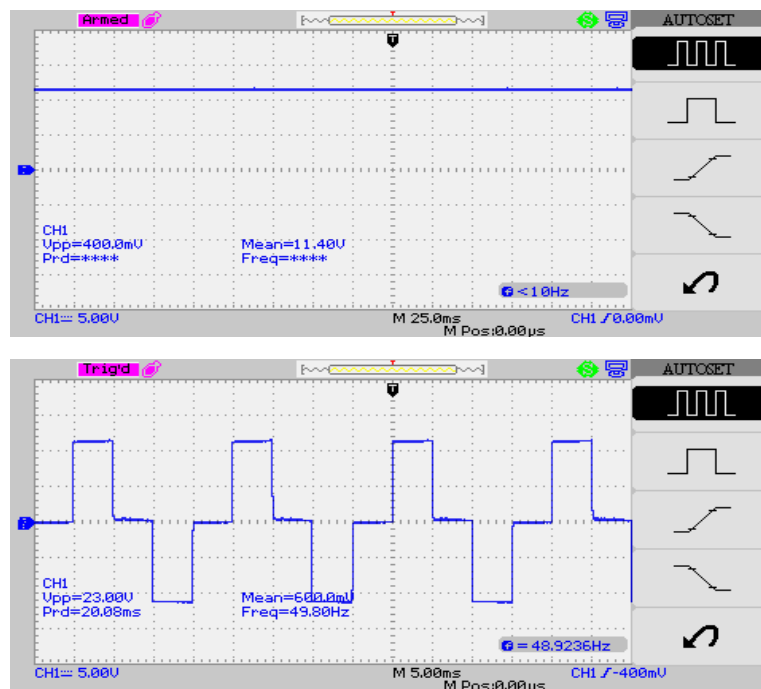 Armed AUTOSET
CH1
Vpp=400.0mV Mean=11.40V
Prd=**** Freq=****
<10Hz
CH1 5.00V M 25.0ms CH1 0.00mV
M Pos:0.00μs
Trig'd AUTOSET
CH1
Vpp=23.00V Mean=600.0mV
Prd=20.08ms Freq=49.80Hz
= 48.9236Hz
CH1 5.00V M 5.00ms CH1 -400mV
M Pos:0.00μs